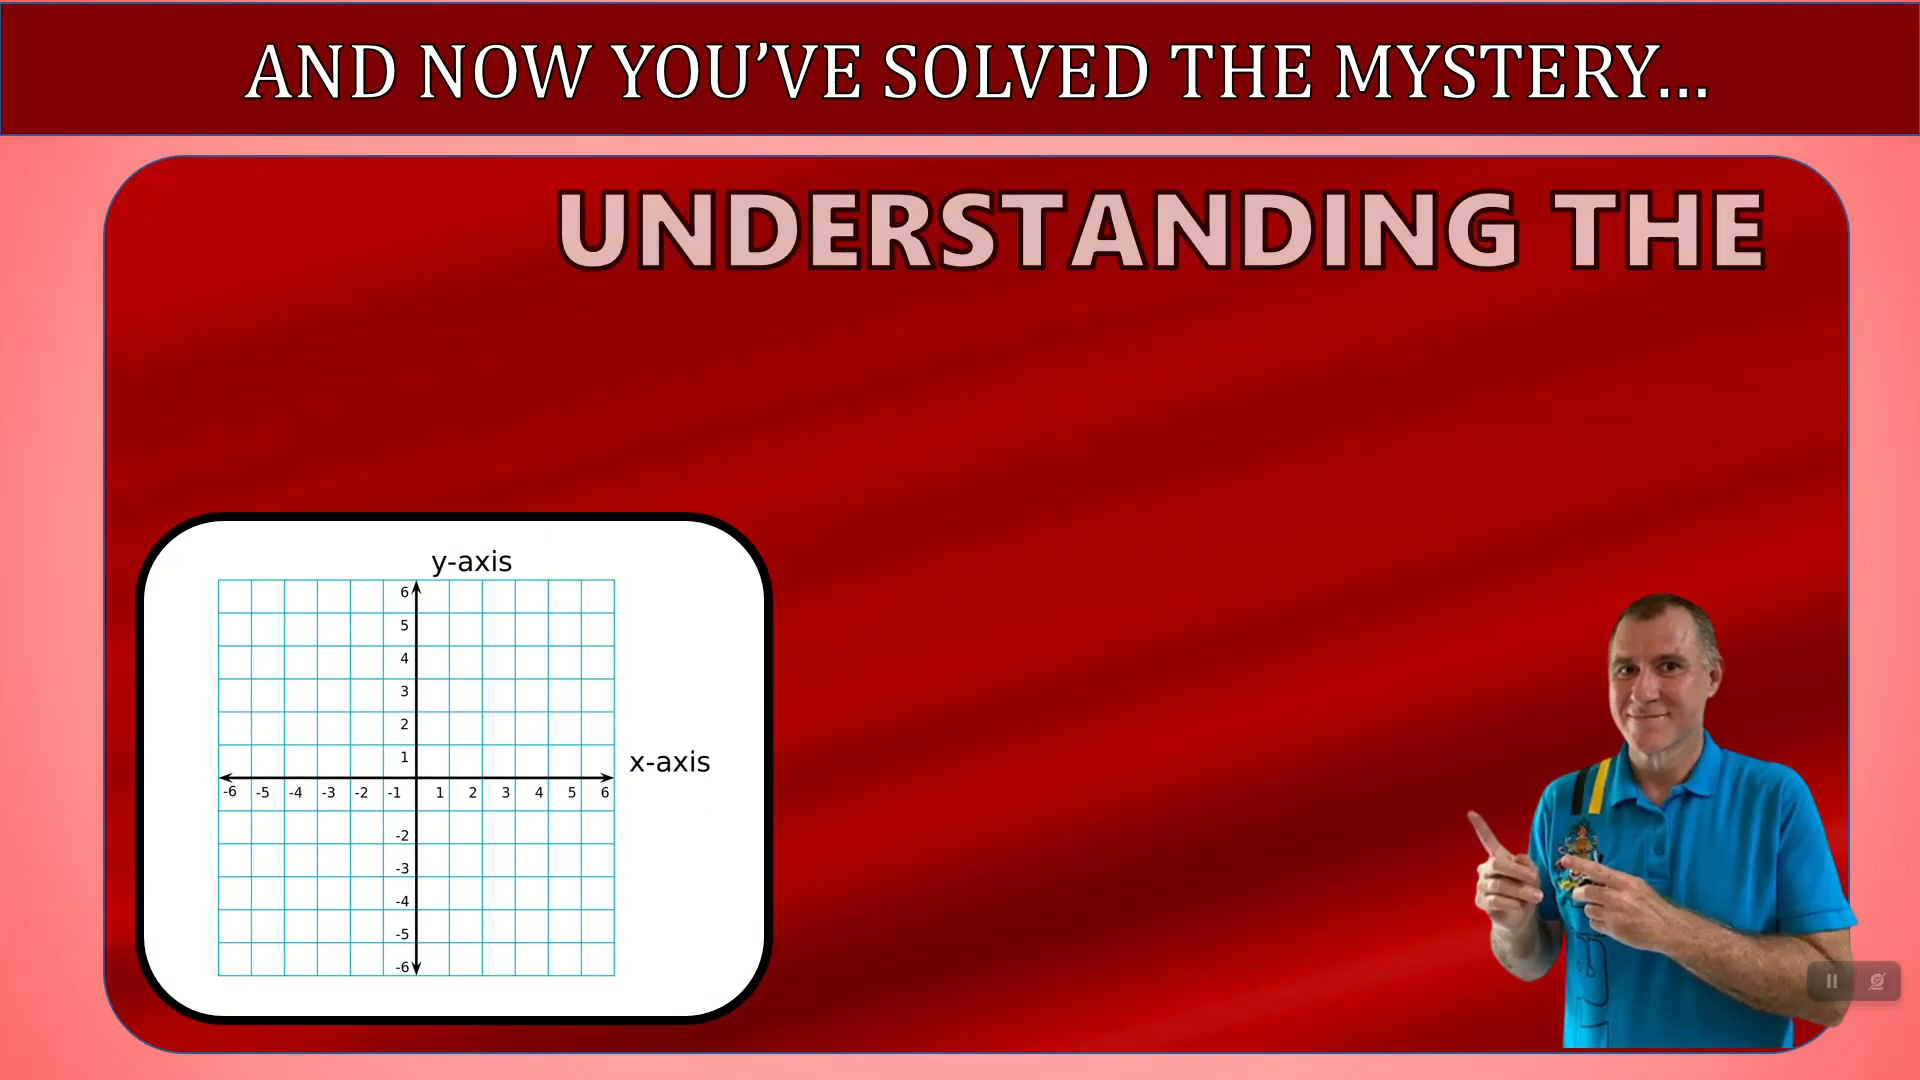 AND NOW YOU’VE SOLVED THE MYSTERY…
UNDERSTANDING THE
y-axis
6
5
4
3
2
1
x-axis
-6 -5 -4 -3 -2 -1 1 2 3 4 5 6
-2
-3
-4
-5
-6